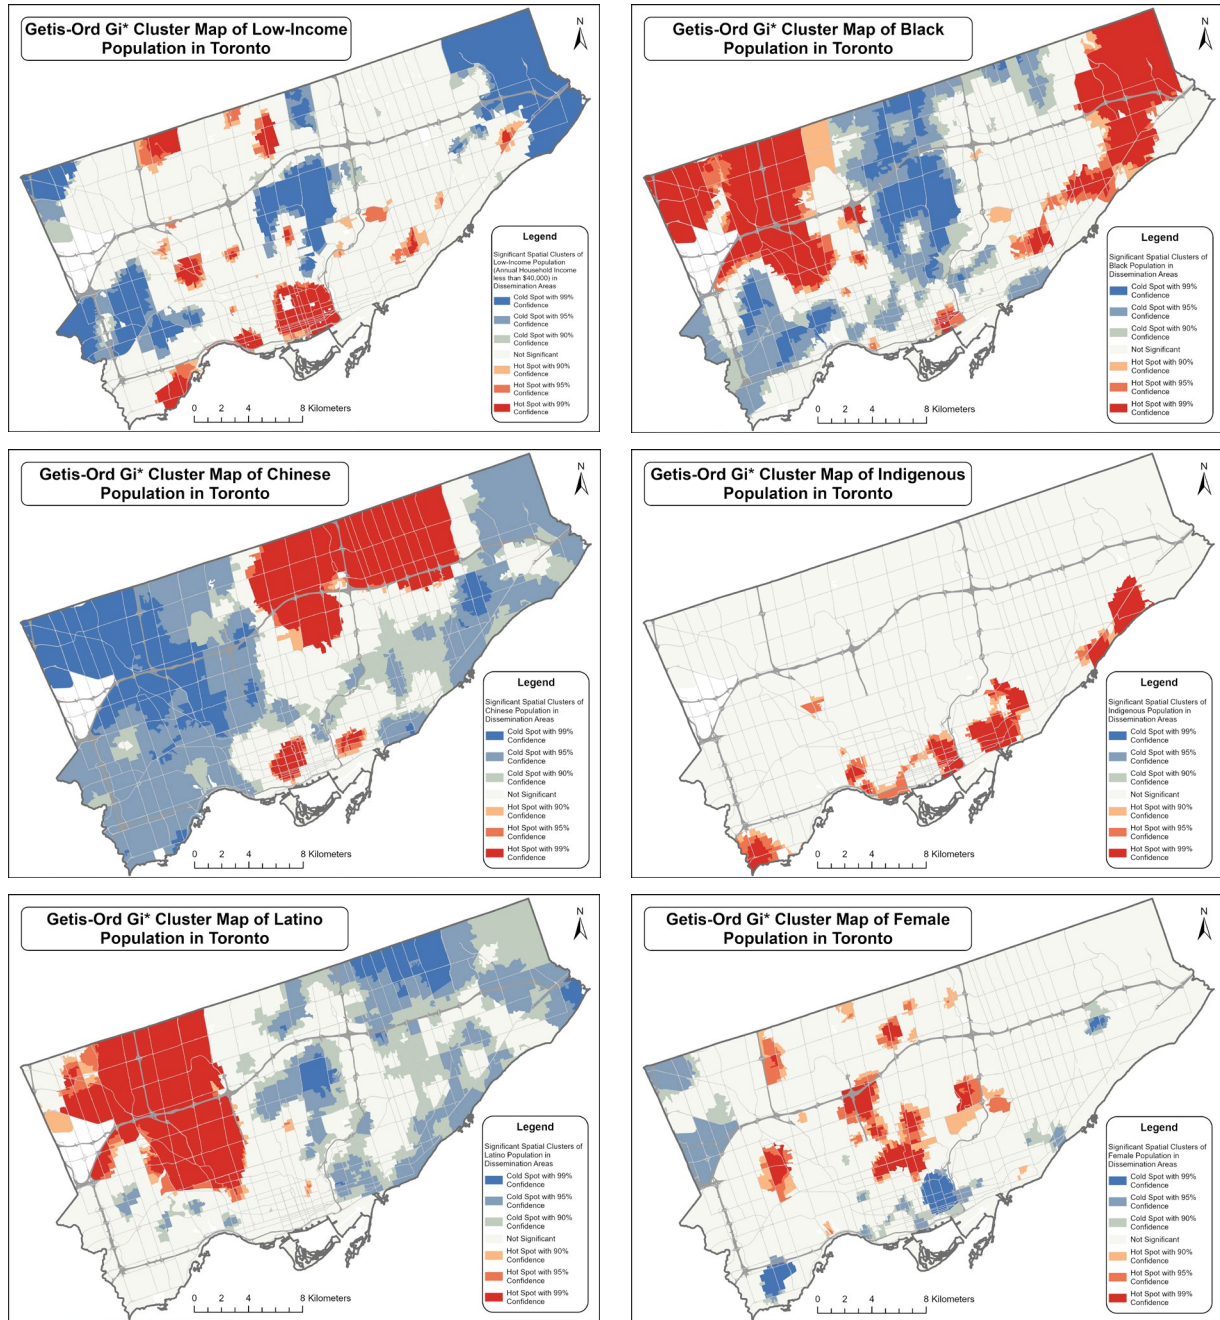 Getis-Ord Gi* Cluster Map of Low-Income
Population in Toronto
N
Legend
Significant Spatial Clusters of
Low-Income Population
(Annual Household Income
less than $40,000) in
Dissemination Areas
Cold Spot with 99%
Confidence
Cold Spot with 95%
Confidence
Cold Spot with 90%
Confidence
Not Significant
Hot Spot with 90%
Confidence
Hot Spot with 95%
Confidence
Hot Spot with 99%
Confidence
0 2 4 8 Kilometers
Getis-Ord Gi* Cluster Map of Black
Population in Toronto
N
Legend
Significant Spatial Clusters of
Black Population in
Dissemination Areas
Cold Spot with 99%
Confidence
Cold Spot with 95%
Confidence
Cold Spot with 90%
Confidence
Not Significant
Hot Spot with 90%
Confidence
Hot Spot with 95%
Confidence
Hot Spot with 99%
Confidence
0 2 4 8 Kilometers
Getis-Ord Gi* Cluster Map of Chinese
Population in Toronto
N
Legend
Significant Spatial Clusters of
Chinese Population in
Dissemination Areas
Cold Spot with 99%
Confidence
Cold Spot with 95%
Confidence
Cold Spot with 90%
Confidence
Not Significant
Hot Spot with 90%
Confidence
Hot Spot with 95%
Confidence
Hot Spot with 99%
Confidence
0 2 4 8 Kilometers
Getis-Ord Gi* Cluster Map of Indigenous
Population in Toronto
N
Legend
Significant Spatial Clusters of
Indigenous Population in
Dissemination Areas
Cold Spot with 99%
Confidence
Cold Spot with 95%
Confidence
Cold Spot with 90%
Confidence
Not Significant
Hot Spot with 90%
Confidence
Hot Spot with 95%
Confidence
Hot Spot with 99%
Confidence
0 2 4 8 Kilometers
Getis-Ord Gi* Cluster Map of Latino
Population in Toronto
N
Legend
Significant Spatial Clusters of
Latino Population in
Dissemination Areas
Cold Spot with 99%
Confidence
Cold Spot with 95%
Confidence
Cold Spot with 90%
Confidence
Not Significant
Hot Spot with 90%
Confidence
Hot Spot with 95%
Confidence
Hot Spot with 99%
Confidence
0 2 4 8 Kilometers
Getis-Ord Gi* Cluster Map of Female
Population in Toronto
N
Legend
Significant Spatial Clusters of
Female Population in
Dissemination Areas
Cold Spot with 99%
Confidence
Cold Spot with 95%
Confidence
Cold Spot with 90%
Confidence
Not Significant
Hot Spot with 90%
Confidence
Hot Spot with 95%
Confidence
Hot Spot with 99%
Confidence
0 2 4 8 Kilometers